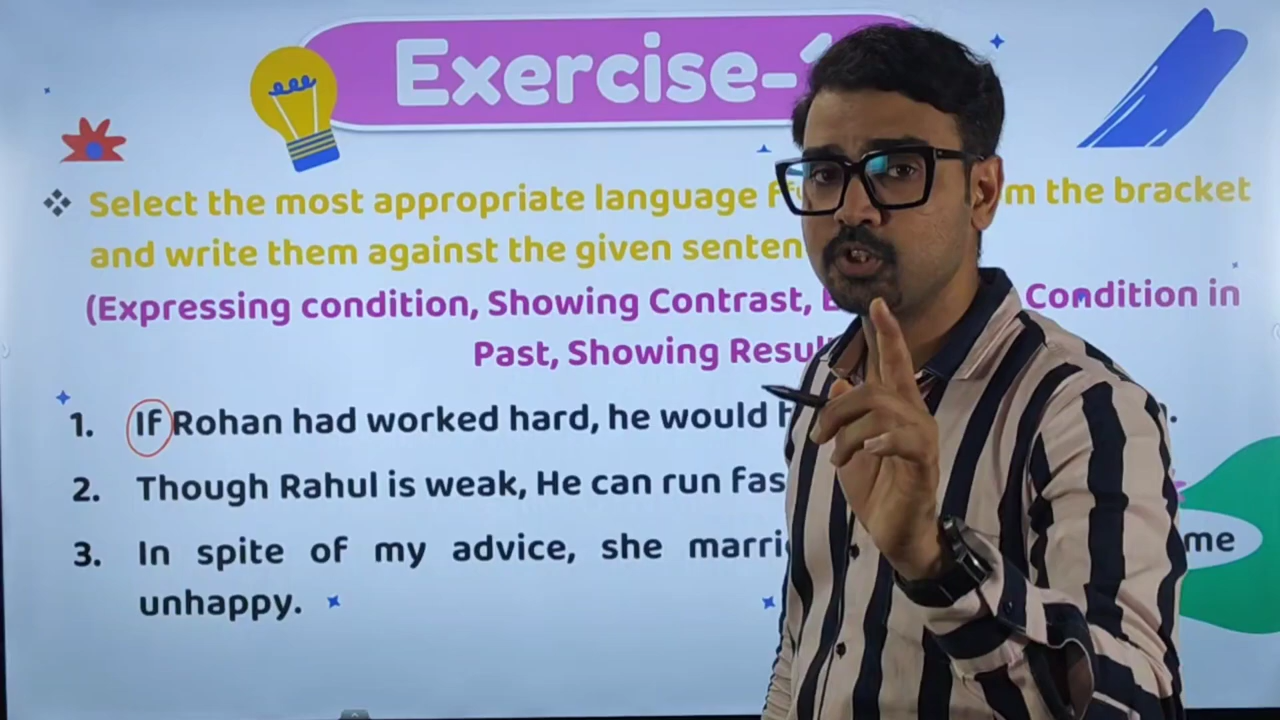 Exercise-
Select the most appropriate language m the bracket
and write them against the given senten
(Expressing condition, Showing Contrast, Condition in
Past, Showing Resul
1. If Rohan had worked hard, he would
2. Though Rahul is weak, He can run fas
3. In spite of my advice, she marri me
unhappy.